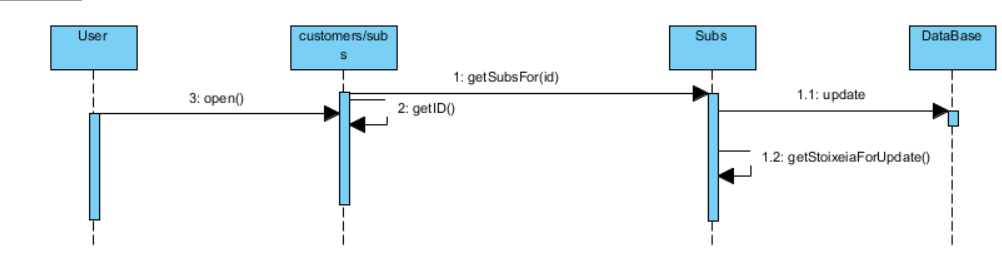 User
customers/sub
s
Subs
DataBase
1: getSubsFor(id)
3: open()
2: getID()
1.1: update
1.2: getStoixeiaForUpdate()